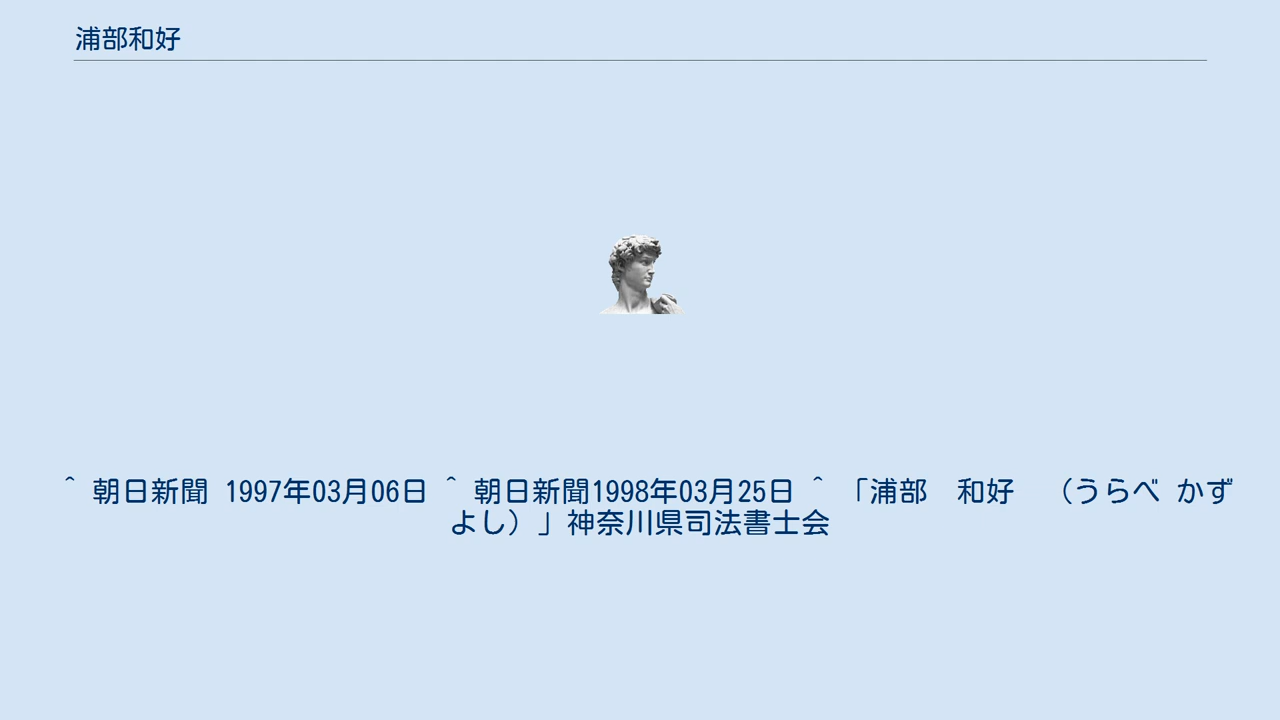 浦部和好
^ 朝日新聞 1997年03月06日 ^ 朝日新聞1998年03月25日 ^ 「浦部　和好　（うらべ かず
よし）」神奈川県司法書士会